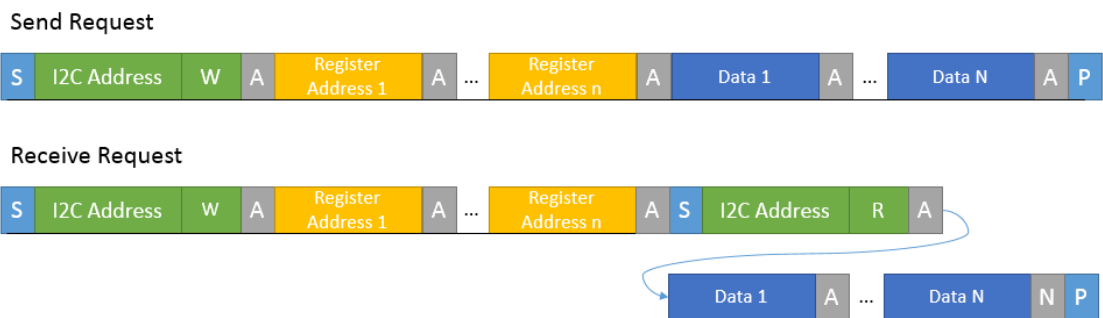 Send Request
S I2C Address W A Register Address 1 A ... Register Address n A Data 1 A ... Data N A P
Receive Request
S I2C Address W A Register Address 1 A ... Register Address n A S I2C Address R A
Data 1 A ... Data N N P